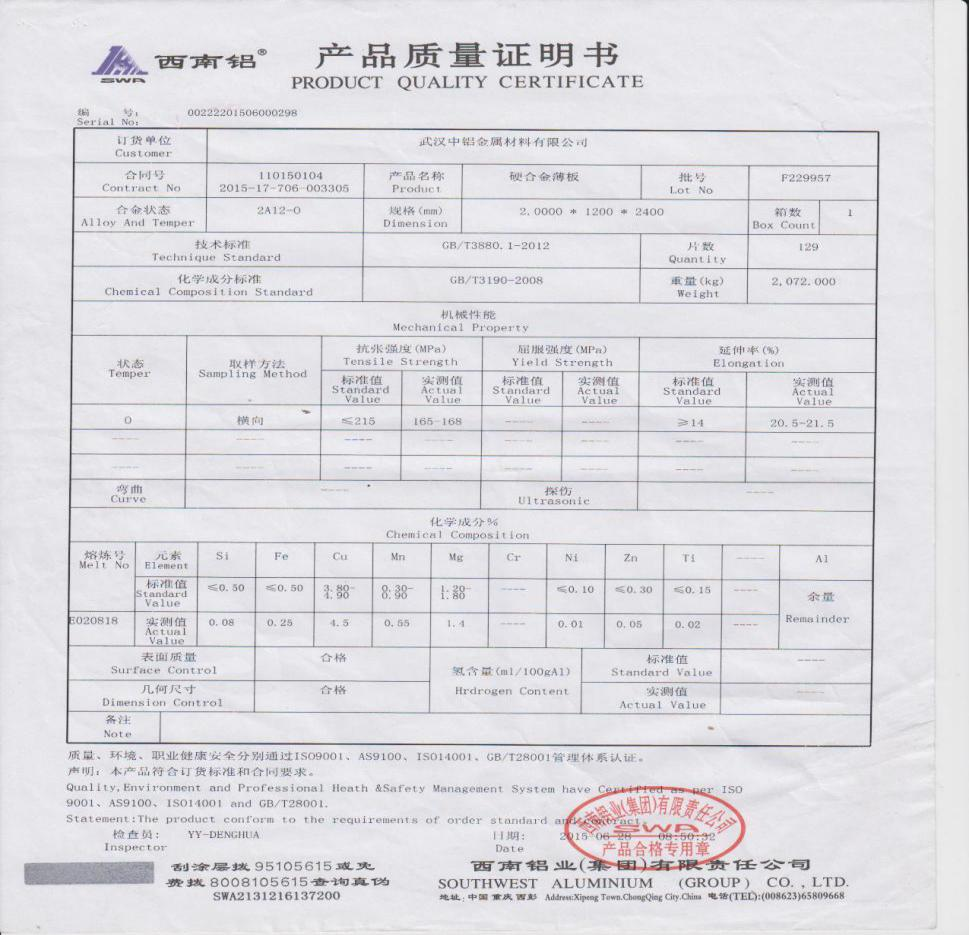 SWA 西南铝® 产品质量证明书
PRODUCT QUALITY CERTIFICATE
编 号: 00222201506000298
Serial No:
订货单位 武汉中铝金属材料有限公司
Customer
合同号 110150104 产品名称 硬合金薄板 批号 F229957
Contract No 2015-17-706-003305 Product Lot No
合金状态 2A12-O 规格(mm) 2.0000 * 1200 * 2400 箱数 1
Alloy And Temper Dimension Box Count
技术标准 GB/T3880.1-2012 片数 129
Technique Standard Quantity
化学成分标准 GB/T3190-2008 重量(kg) 2,072.000
Chemical Composition Standard Weight
机械性能
Mechanical Property
状态 取样方法 抗张强度(MPa) 屈服强度(MPa) 延伸率(%)
Temper Sampling Method Tensile Strength Yield Strength Elongation
标准值 实测值 标准值 实测值 标准值 实测值
Standard Actual Standard Actual Standard Actual
Value Value Value Value Value Value
O 横向 ≤215 165-168 ---- ---- ≥14 20.5-21.5
---- ---- ---- ---- ---- ---- ---- ----
---- ---- ---- ---- ---- ---- ---- ----
弯曲 ---- 探伤 ----
Curve Ultrasonic
化学成分%
Chemical Composition
熔炼号 元素 Si Fe Cu Mn Mg Cr Ni Zn Ti ---- Al
Melt No Element
标准值 ≤0.50 ≤0.50 3.80- 0.30- 1.20- ---- ≤0.10 ≤0.30 ≤0.15 ---- 余量
Standard 4.90 0.90 1.80
Value
E020818 实测值 0.08 0.25 4.5 0.55 1.4 ---- 0.01 0.05 0.02 ---- Remainder
Actual
Value
表面质量 合格 氢含量(ml/100gAl) 标准值 ----
Surface Control Standard Value
几何尺寸 合格 Hrdrogen Content 实测值 ----
Dimension Control Actual Value
备注
Note
质量、环境、职业健康安全分别通过ISO9001、AS9100、ISO14001、GB/T28001管理体系认证。
声明: 本产品符合订货标准和合同要求。
Quality,Environment and Professional Heath &Safety Management System have Certified as per ISO
9001、AS9100、ISO14001 and GB/T28001.
Statement:The product conform to the requirements of order standard and contract.
检查员: YY-DENGHUA 日期: 2015-06-28 08:50:32
Inspector Date
西南铝业(集团)有限责任公司
SWA
产品合格专用章
刮涂层拨95105615或免 西南铝业(集团)有限责任公司
费拨8008105615查询真伪 SOUTHWEST ALUMINIUM (GROUP) CO.,LTD.
SWA2131216137200 地址:中国 重庆 西彭 Address:Xipeng Town.ChongQing City.China 电话(TEL):(008623)65809668